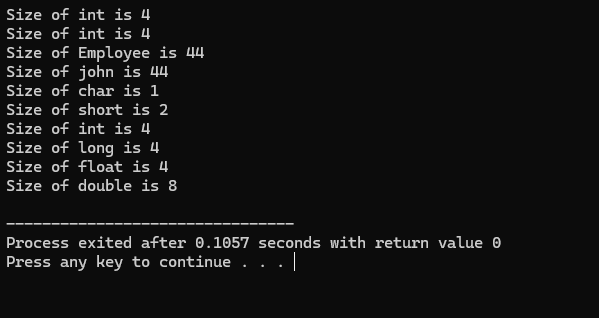 Size of int is 4
Size of int is 4
Size of Employee is 44
Size of john is 44
Size of char is 1
Size of short is 2
Size of int is 4
Size of long is 4
Size of float is 4
Size of double is 8
--------------------------------
Process exited after 0.1057 seconds with return value 0
Press any key to continue . . .